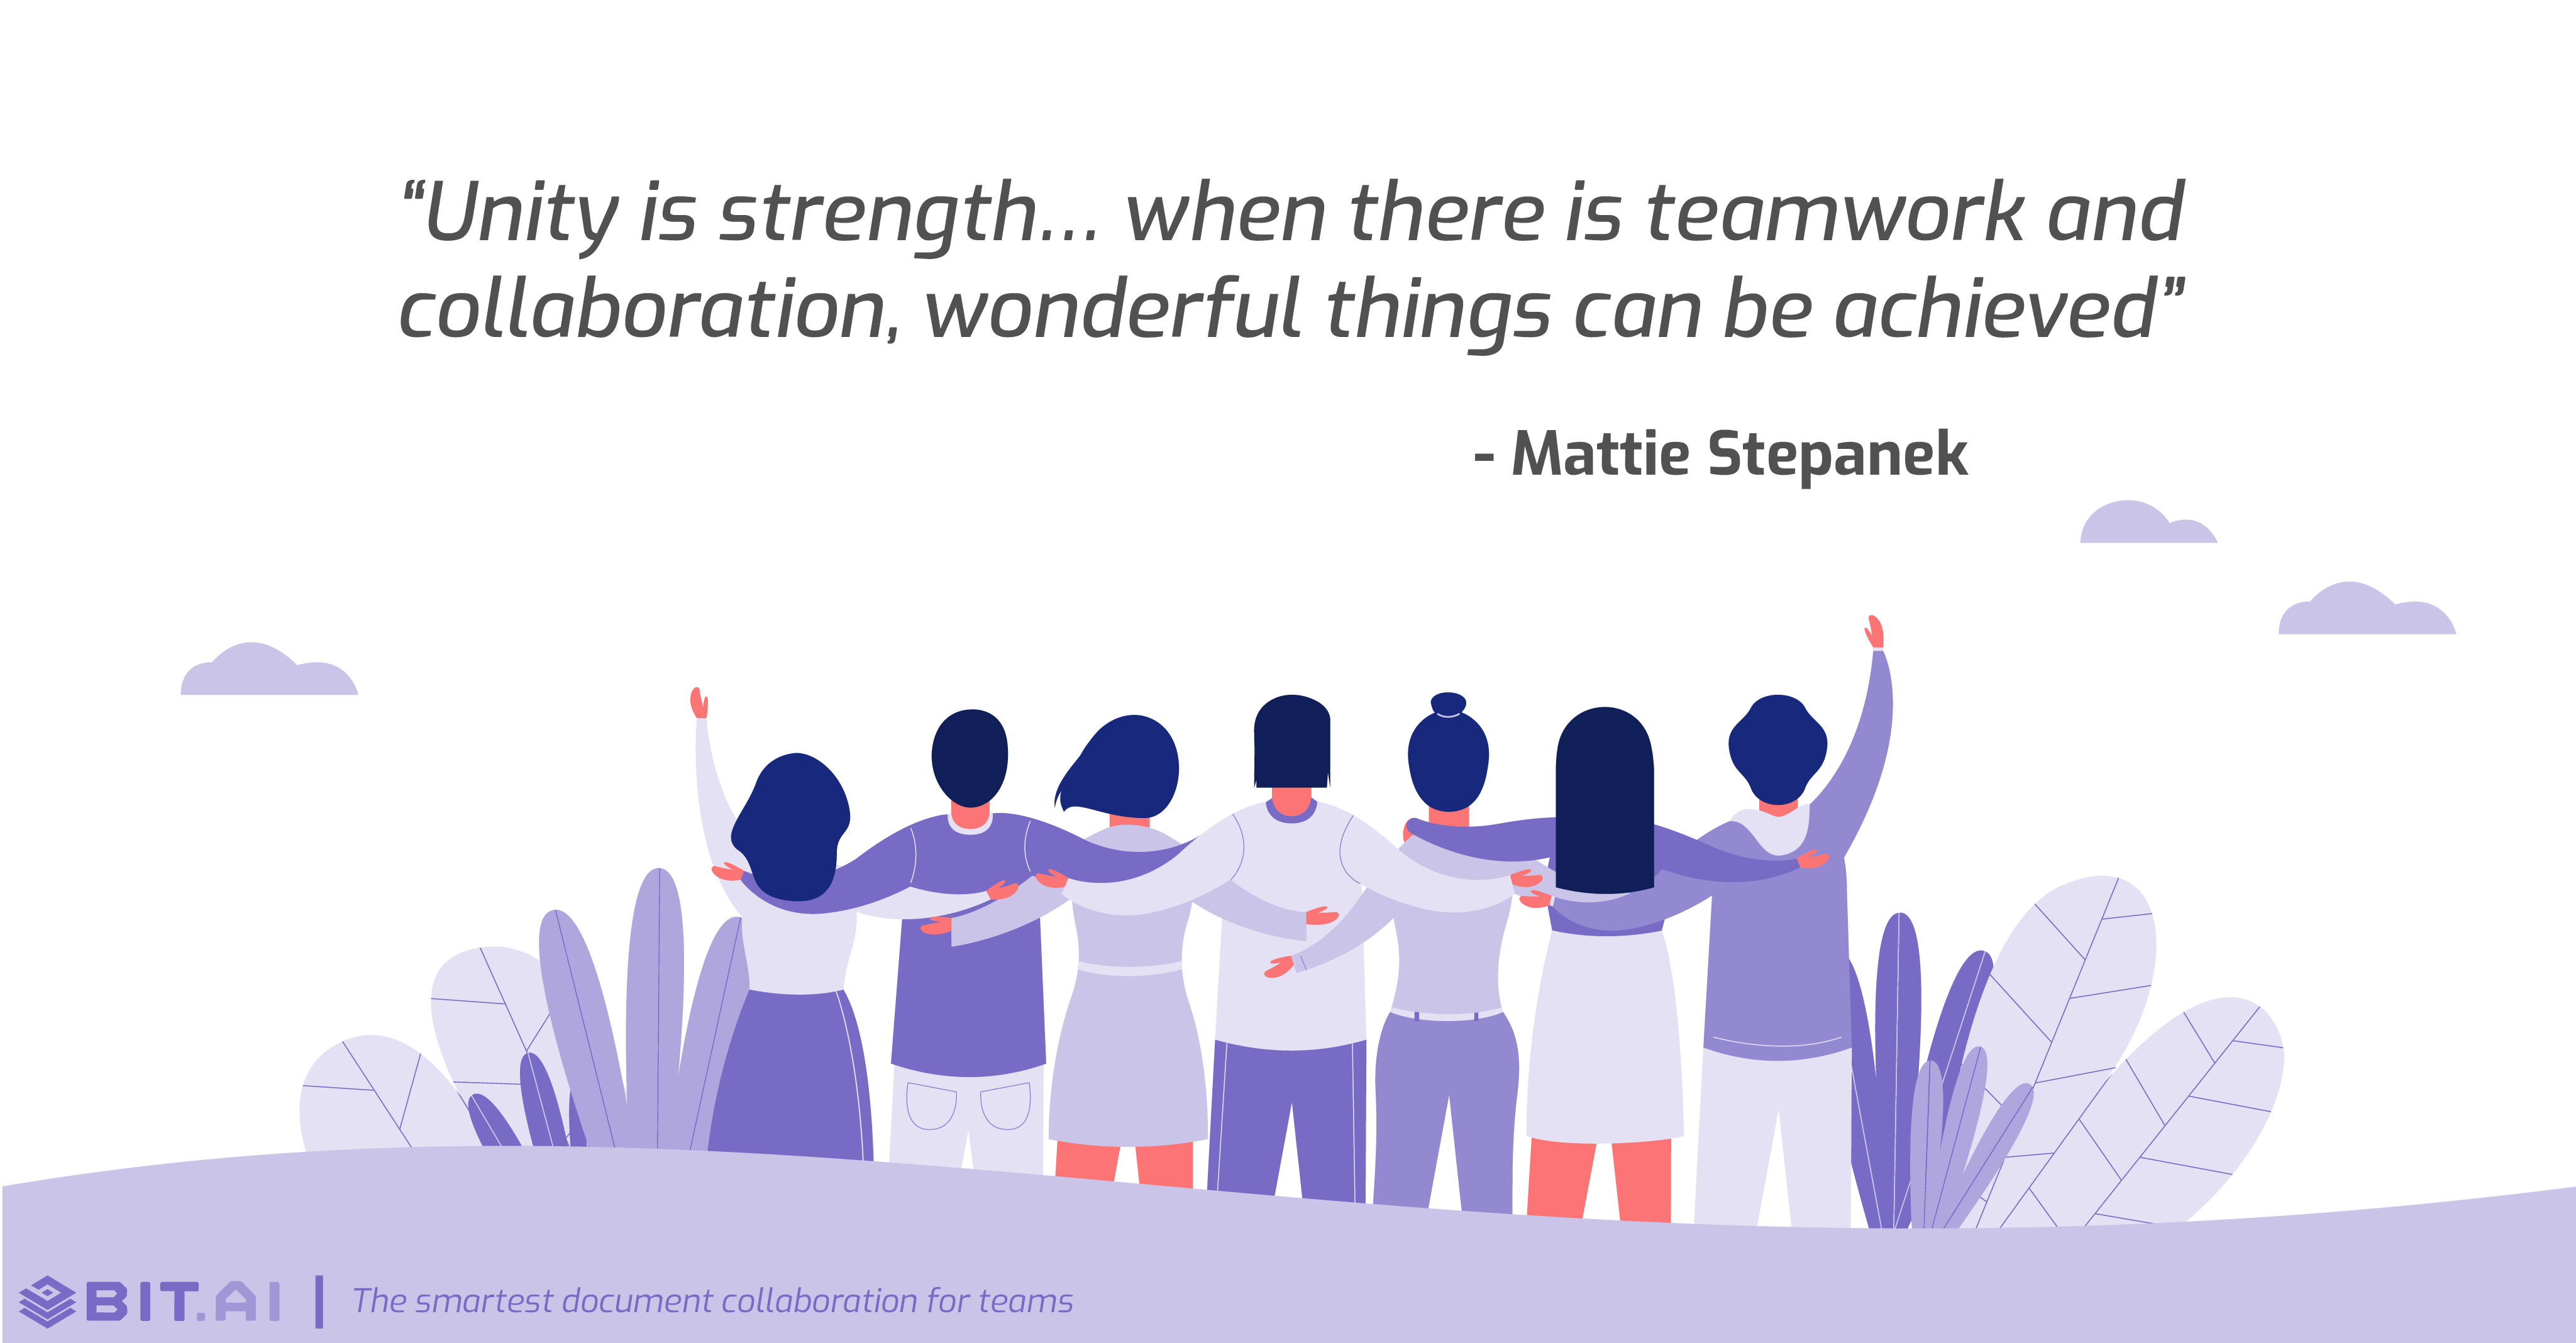 “Unity is strength... when there is teamwork and
collaboration, wonderful things can be achieved”
- Mattie Stepanek
BIT.AI | The smartest document collaboration for teams